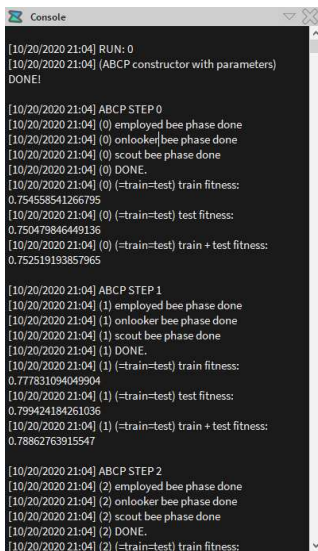 Console
[10/20/2020 21:04] RUN: 0
[10/20/2020 21:04] (ABCP constructor with parameters)
DONE!
[10/20/2020 21:04] ABCP STEP 0
[10/20/2020 21:04] (0) employed bee phase done
[10/20/2020 21:04] (0) onlooker bee phase done
[10/20/2020 21:04] (0) scout bee phase done
[10/20/2020 21:04] (0) DONE.
[10/20/2020 21:04] (0) (=train=test) train fitness:
0.754558541266795
[10/20/2020 21:04] (0) (=train=test) test fitness:
0.750479846449136
[10/20/2020 21:04] (0) (=train=test) train + test fitness:
0.752519193857965
[10/20/2020 21:04] ABCP STEP 1
[10/20/2020 21:04] (1) employed bee phase done
[10/20/2020 21:04] (1) onlooker bee phase done
[10/20/2020 21:04] (1) scout bee phase done
[10/20/2020 21:04] (1) DONE.
[10/20/2020 21:04] (1) (=train=test) train fitness:
0.777831094049904
[10/20/2020 21:04] (1) (=train=test) test fitness:
0.799424184261036
[10/20/2020 21:04] (1) (=train=test) train + test fitness:
0.78862763915547
[10/20/2020 21:04] ABCP STEP 2
[10/20/2020 21:04] (2) employed bee phase done
[10/20/2020 21:04] (2) onlooker bee phase done
[10/20/2020 21:04] (2) scout bee phase done
[10/20/2020 21:04] (2) DONE.
[10/20/2020 21:04] (2) (=train=test) train fitness: